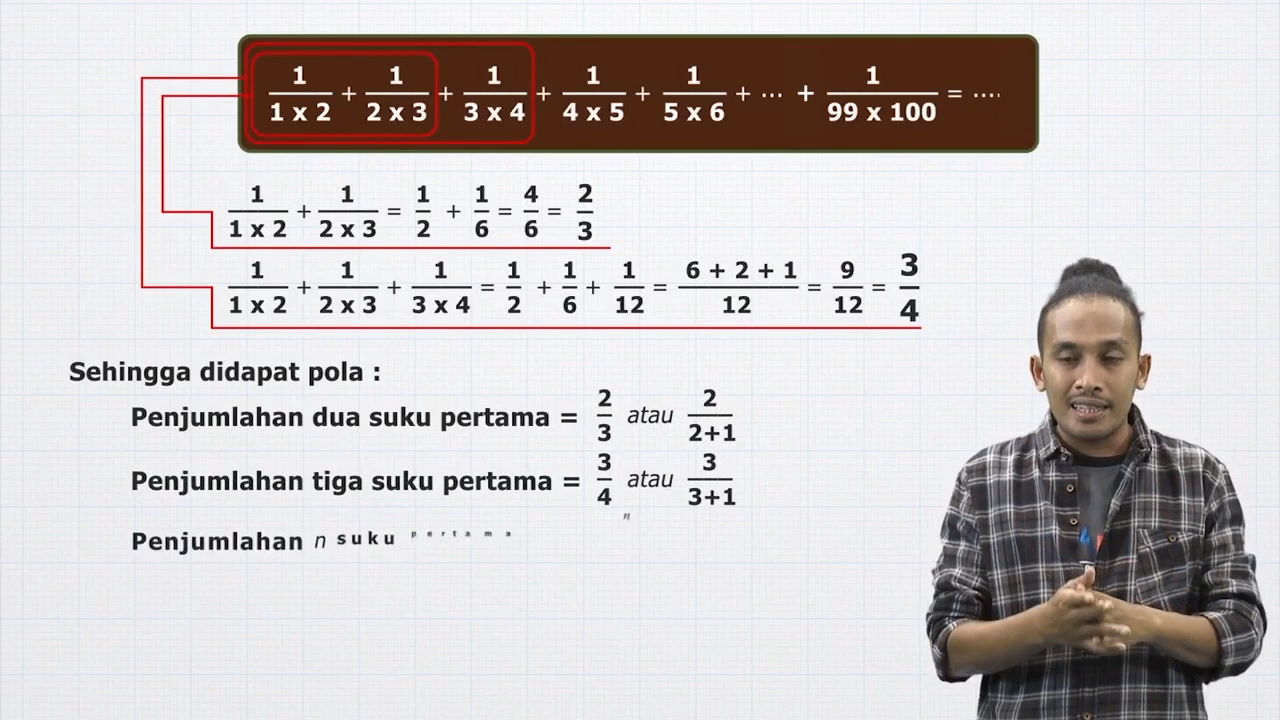 1/(1 x 2) + 1/(2 x 3) + 1/(3 x 4) + 1/(4 x 5) + 1/(5 x 6) + ... + 1/(99 x 100) = ....
1/(1 x 2) + 1/(2 x 3) = 1/2 + 1/6 = 4/6 = 2/3
1/(1 x 2) + 1/(2 x 3) + 1/(3 x 4) = 1/2 + 1/6 + 1/12 = (6 + 2 + 1)/12 = 9/12 = 3/4
Sehingga didapat pola :
Penjumlahan dua suku pertama = 2/3 atau 2/(2+1)
Penjumlahan tiga suku pertama = 3/4 atau 3/(3+1)
n
Penjumlahan n suku pertama